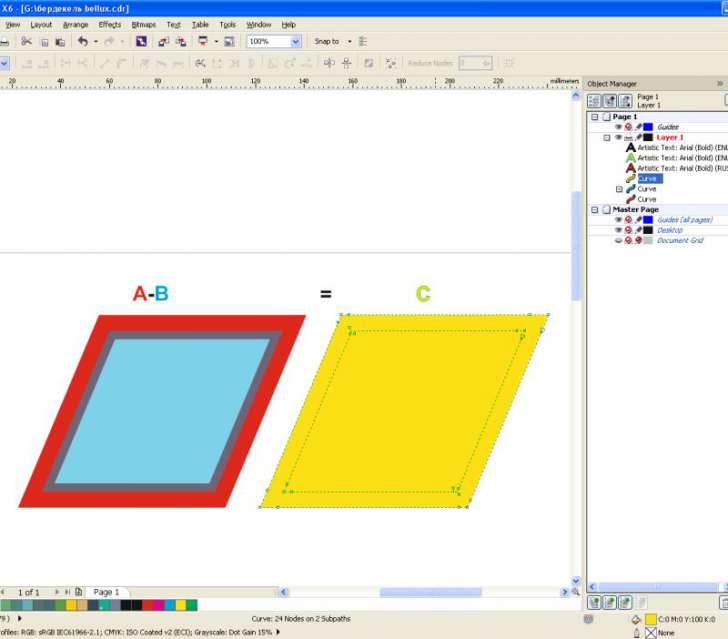 X6 - [G:\бердекель bellux.cdr]
View Layout Arrange Effects Bitmaps Text Table Tools Window Help
100% Snap to
Reduce Nodes
20 40 60 80 100 120 140 160 180 200 220 millimeters
Object Manager
Page 1
Layer 1
Page 1
Guides
Layer 1
Artistic Text: Arial (Bold) (ENU
Artistic Text: Arial (Bold) (ENU
Artistic Text: Arial (Bold) (RUS
Curve
Curve
Curve
Master Page
Guides (all pages)
Desktop
Document Grid
A-B = C
1 of 1 Page 1
Curve: 24 Nodes on 2 Subpaths
C:0 M:0 Y:100 K:0
ofiles: RGB: sRGB IEC61966-2.1; CMYK: ISO Coated v2 (ECI); Grayscale: Dot Gain 15%
None